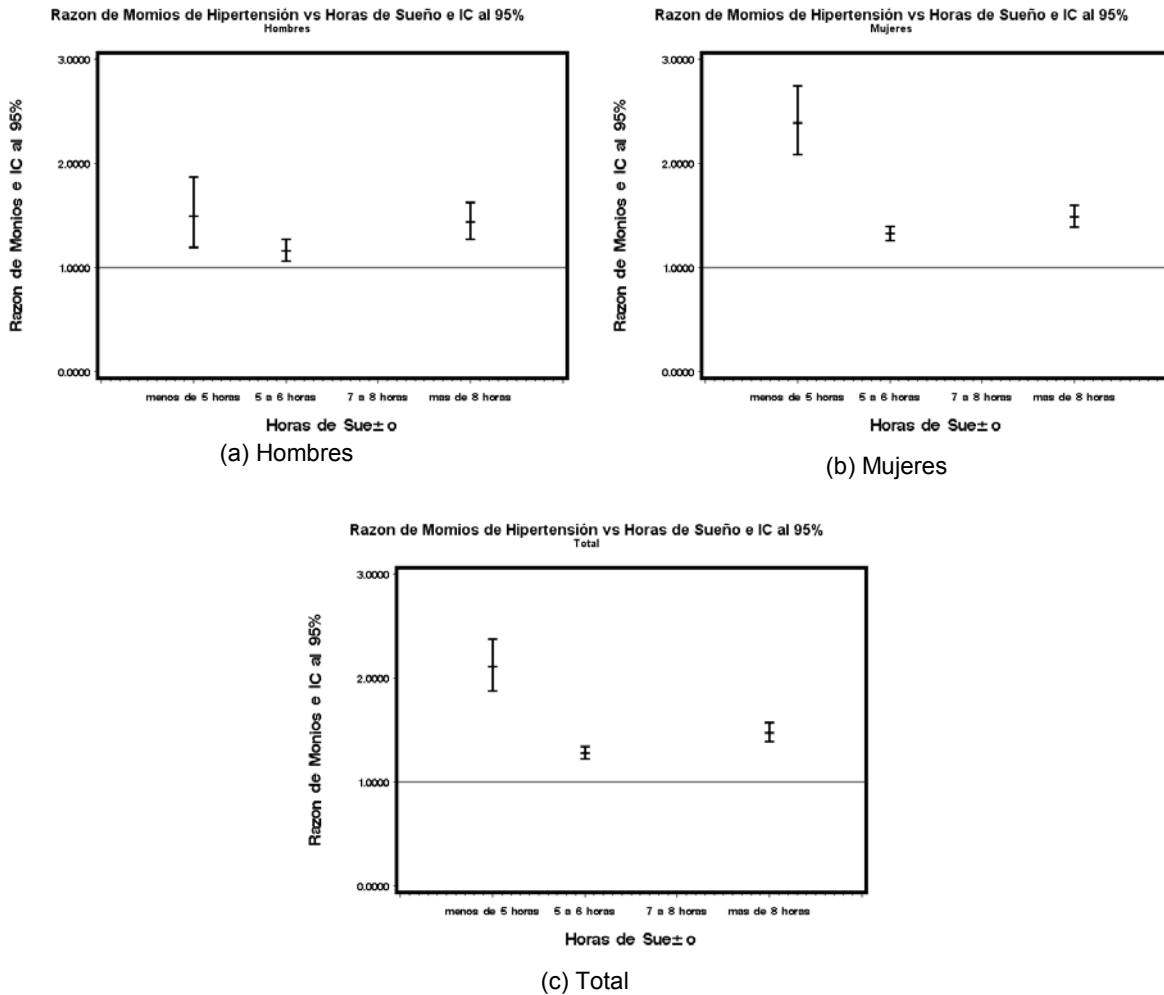 Razon de Momios de Hipertensión vs Horas de Sueño e IC al 95%
Hombres
Razon de Monios e IC al 95%
3.0000
2.0000
1.0000
0.0000
menos de 5 horas 5 a 6 horas 7 a 8 horas mas de 8 horas
Horas de Sue±o
(a) Hombres
Razon de Momios de Hipertensión vs Horas de Sueño e IC al 95%
Mujeres
Razon de Monios e IC al 95%
3.0000
2.0000
1.0000
0.0000
menos de 5 horas 5 a 6 horas 7 a 8 horas mas de 8 horas
Horas de Sue±o
(b) Mujeres
Razon de Momios de Hipertensión vs Horas de Sueño e IC al 95%
Total
Razon de Monios e IC al 95%
3.0000
2.0000
1.0000
0.0000
menos de 5 horas 5 a 6 horas 7 a 8 horas mas de 8 horas
Horas de Sue±o
(c) Total